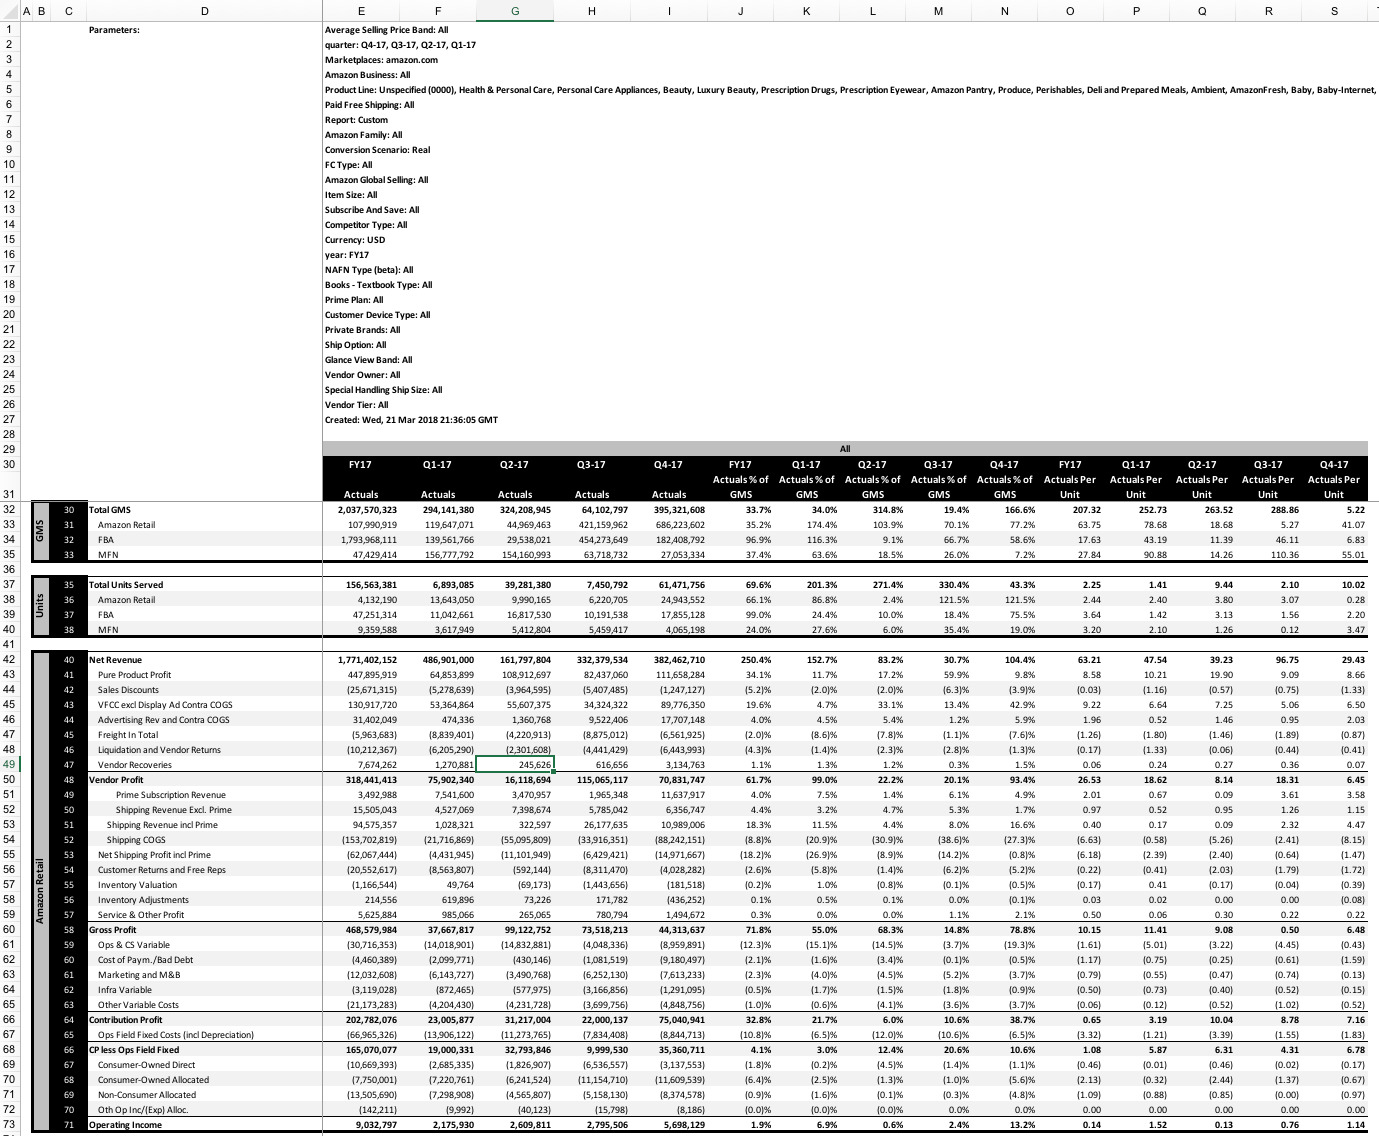 A B C D E F G H I J K L M N O P Q R S
1 Parameters: Average Selling Price Band: All
2 quarter: Q4-17, Q3-17, Q2-17, Q1-17
3 Marketplaces: amazon.com
4 Amazon Business: All
5 Product Line: Unspecified (0000), Health & Personal Care, Personal Care Appliances, Beauty, Luxury Beauty, Prescription Drugs, Prescription Eyewear, Amazon Pantry, Produce, Perishables, Deli and Prepared Meals, Ambient, AmazonFresh, Baby, Baby-Internet,
6 Paid Free Shipping: All
7 Report: Custom
8 Amazon Family: All
9 Conversion Scenario: Real
10 FC Type: All
11 Amazon Global Selling: All
12 Item Size: All
13 Subscribe And Save: All
14 Competitor Type: All
15 Currency: USD
16 year: FY17
17 NAFN Type (beta): All
18 Books - Textbook Type: All
19 Prime Plan: All
20 Customer Device Type: All
21 Private Brands: All
22 Ship Option: All
23 Glance View Band: All
24 Vendor Owner: All
25 Special Handling Ship Size: All
26 Vendor Tier: All
27 Created: Wed, 21 Mar 2018 21:36:05 GMT
28
29 All
30 FY17 Q1-17 Q2-17 Q3-17 Q4-17 FY17 Q1-17 Q2-17 Q3-17 Q4-17 FY17 Q1-17 Q2-17 Q3-17 Q4-17
Actuals % of Actuals % of Actuals % of Actuals % of Actuals % of Actuals Per Actuals Per Actuals Per Actuals Per Actuals Per
31 Actuals Actuals Actuals Actuals Actuals GMS GMS GMS GMS GMS Unit Unit Unit Unit Unit
GMS
32 30 Total GMS 2,037,570,323 294,141,380 324,208,945 64,102,797 395,321,608 33.7% 34.0% 314.8% 19.4% 166.6% 207.32 252.73 263.52 288.86 5.22
33 31 Amazon Retail 107,990,919 119,647,071 44,969,463 421,159,962 686,223,602 35.2% 174.4% 103.9% 70.1% 77.2% 63.75 78.68 18.68 5.27 41.07
34 32 FBA 1,793,968,111 139,561,766 29,538,021 454,273,649 182,408,792 96.9% 116.3% 9.1% 66.7% 58.6% 17.63 43.19 11.39 46.11 6.83
35 33 MFN 47,429,414 156,777,792 154,160,993 63,718,732 27,053,334 37.4% 63.6% 18.5% 26.0% 7.2% 27.84 90.88 14.26 110.36 55.01
36
Units
37 35 Total Units Served 156,563,381 6,893,085 39,281,380 7,450,792 61,471,756 69.6% 201.3% 271.4% 330.4% 43.3% 2.25 1.41 9.44 2.10 10.02
38 36 Amazon Retail 4,132,190 13,643,050 9,990,165 6,220,705 24,943,552 66.1% 86.8% 2.4% 121.5% 121.5% 2.44 2.40 3.80 3.07 0.28
39 37 FBA 47,251,314 11,042,661 16,817,530 10,191,538 17,855,128 99.0% 24.4% 10.0% 18.4% 75.5% 3.64 1.42 3.13 1.56 2.20
40 38 MFN 9,359,588 3,617,949 5,412,804 5,459,417 4,065,198 24.0% 27.6% 6.0% 35.4% 19.0% 3.20 2.10 1.26 0.12 3.47
41
Amazon Retail
42 40 Net Revenue 1,771,402,152 486,901,000 161,797,804 332,379,534 382,462,710 250.4% 152.7% 83.2% 30.7% 104.4% 63.21 47.54 39.23 96.75 29.43
43 41 Pure Product Profit 447,895,919 64,853,899 108,912,697 82,437,060 111,658,284 34.1% 11.7% 17.2% 59.9% 9.8% 8.58 10.21 19.90 9.09 8.66
44 42 Sales Discounts (25,671,315) (5,278,639) (3,964,595) (5,407,485) (1,247,127) (5.2)% (2.0)% (2.0)% (6.3)% (3.9)% (0.03) (1.16) (0.57) (0.75) (1.33)
45 43 VFCC excl Display Ad Contra COGS 130,917,720 53,364,864 55,607,375 34,324,322 89,776,350 19.6% 4.7% 33.1% 13.4% 42.9% 9.22 6.64 7.25 5.06 6.50
46 44 Advertising Rev and Contra COGS 31,402,049 474,336 1,360,768 9,522,406 17,707,148 4.0% 4.5% 5.4% 1.2% 5.9% 1.96 0.52 1.46 0.95 2.03
47 45 Freight In Total (5,963,683) (8,839,401) (4,220,913) (8,875,012) (6,561,925) (2.0)% (8.6)% (7.8)% (1.1)% (7.6)% (1.26) (1.80) (1.46) (1.89) (0.87)
48 46 Liquidation and Vendor Returns (10,212,367) (6,205,290) (2,301,608) (4,441,429) (6,443,993) (4.3)% (1.4)% (2.3)% (2.8)% (1.3)% (0.17) (1.33) (0.06) (0.44) (0.41)
49 47 Vendor Recoveries 7,674,262 1,270,881 245,626 616,656 3,134,763 1.1% 1.3% 1.2% 0.3% 1.5% 0.06 0.24 0.27 0.36 0.07
50 48 Vendor Profit 318,441,413 75,902,340 16,118,694 115,065,117 70,831,747 61.7% 99.0% 22.2% 20.1% 93.4% 26.53 18.62 8.14 18.31 6.45
51 49 Prime Subscription Revenue 3,492,988 7,541,600 3,470,957 1,965,348 11,637,917 4.0% 7.5% 1.4% 6.1% 4.9% 2.01 0.67 0.09 3.61 3.58
52 50 Shipping Revenue Excl. Prime 15,505,043 4,527,069 7,398,674 5,785,042 6,356,747 4.4% 3.2% 4.7% 5.3% 1.7% 0.97 0.52 0.95 1.26 1.15
53 51 Shipping Revenue incl Prime 94,575,357 1,028,321 322,597 26,177,635 10,989,006 18.3% 11.5% 4.4% 8.0% 16.6% 0.40 0.17 0.09 2.32 4.47
54 52 Shipping COGS (153,702,819) (21,716,869) (55,095,809) (33,916,351) (88,242,151) (8.8)% (20.9)% (30.9)% (38.6)% (27.3)% (6.63) (0.58) (5.26) (2.41) (8.15)
55 53 Net Shipping Profit incl Prime (62,067,444) (4,431,945) (11,101,949) (6,429,421) (14,971,667) (18.2)% (26.9)% (8.9)% (14.2)% (0.8)% (6.18) (2.39) (2.40) (0.64) (1.47)
56 54 Customer Returns and Free Reps (20,552,617) (8,563,807) (592,144) (8,311,470) (4,028,282) (2.6)% (5.8)% (1.4)% (6.2)% (5.2)% (0.22) (0.41) (2.03) (1.79) (1.72)
57 55 Inventory Valuation (1,166,544) 49,764 (69,173) (1,443,656) (181,518) (0.2)% 1.0% (0.8)% (0.1)% (0.5)% (0.17) 0.41 (0.17) (0.04) (0.39)
58 56 Inventory Adjustments 214,556 619,896 73,226 171,782 (436,252) 0.1% 0.5% 0.1% 0.0% (0.1)% 0.03 0.02 0.00 0.00 (0.08)
59 57 Service & Other Profit 5,625,884 985,066 265,065 780,794 1,494,672 0.3% 0.0% 0.0% 1.1% 2.1% 0.50 0.06 0.30 0.22 0.22
60 58 Gross Profit 468,579,984 37,667,817 99,122,752 73,518,213 44,313,637 71.8% 55.0% 68.3% 14.8% 78.8% 10.15 11.41 9.08 0.50 6.48
61 59 Ops & CS Variable (30,716,353) (14,018,901) (14,832,881) (4,048,336) (8,959,891) (12.3)% (15.1)% (14.5)% (3.7)% (19.3)% (1.61) (5.01) (3.22) (4.45) (0.43)
62 60 Cost of Paym./Bad Debt (4,460,389) (2,099,771) (430,146) (1,081,519) (9,180,497) (2.1)% (1.6)% (3.4)% (0.1)% (0.5)% (1.17) (0.75) (0.25) (0.61) (1.59)
63 61 Marketing and M&B (12,032,608) (6,143,727) (3,490,768) (6,252,130) (7,613,233) (2.3)% (4.0)% (4.5)% (5.2)% (3.7)% (0.79) (0.55) (0.47) (0.74) (0.13)
64 62 Infra Variable (3,119,028) (872,465) (577,975) (3,166,856) (1,291,095) (0.5)% (1.7)% (1.5)% (1.8)% (0.9)% (0.50) (0.73) (0.40) (0.52) (0.15)
65 63 Other Variable Costs (21,173,283) (4,204,430) (4,231,728) (3,699,756) (4,848,756) (1.0)% (0.6)% (4.1)% (3.6)% (3.7)% (0.06) (0.12) (0.52) (1.02) (0.52)
66 64 Contribution Profit 202,782,076 23,005,877 31,217,004 22,000,137 75,040,941 32.8% 21.7% 6.0% 10.6% 38.7% 0.65 3.19 10.04 8.78 7.16
67 65 Ops Field Fixed Costs (incl Depreciation) (66,965,326) (13,906,122) (11,273,765) (7,834,408) (8,844,713) (10.8)% (6.5)% (12.0)% (10.6)% (6.5)% (3.32) (1.21) (3.39) (1.55) (1.83)
68 66 CP less Ops Field Fixed 165,070,077 19,000,331 32,793,846 9,999,530 35,360,711 4.1% 3.0% 12.4% 20.6% 10.6% 1.08 5.87 6.31 4.31 6.78
69 67 Consumer-Owned Direct (10,669,393) (2,685,335) (1,826,907) (6,536,557) (3,137,553) (1.8)% (0.2)% (4.5)% (1.4)% (1.1)% (0.46) (0.01) (0.46) (0.02) (0.17)
70 68 Consumer-Owned Allocated (7,750,001) (7,220,761) (6,241,524) (11,154,710) (11,609,539) (6.4)% (2.5)% (1.3)% (1.0)% (5.6)% (2.13) (0.32) (2.44) (1.37) (0.67)
71 69 Non-Consumer Allocated (13,505,690) (7,298,908) (4,565,807) (5,158,130) (8,374,578) (0.9)% (1.6)% (0.1)% (0.3)% (4.8)% (1.09) (0.88) (0.85) (0.00) (0.97)
72 70 Oth Op Inc/(Exp) Alloc. (142,211) (9,992) (40,123) (15,798) (8,186) (0.0)% (0.0)% (0.0)% 0.0% 0.0% 0.00 0.00 0.00 0.00 0.00
73 71 Operating Income 9,032,797 2,175,930 2,609,811 2,795,506 5,698,129 1.9% 6.9% 0.6% 2.4% 13.2% 0.14 1.52 0.13 0.76 1.14